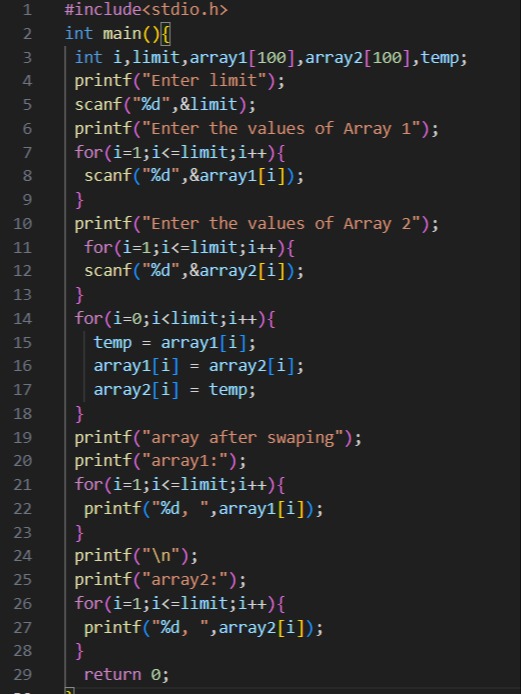 1 #include<stdio.h>
2 int main(){
3 int i,limit,array1[100],array2[100],temp;
4 printf("Enter limit");
5 scanf("%d",&limit);
6 printf("Enter the values of Array 1");
7 for(i=1;i<=limit;i++){
8 scanf("%d",&array1[i]);
9 }
10 printf("Enter the values of Array 2");
11 for(i=1;i<=limit;i++){
12 scanf("%d",&array2[i]);
13 }
14 for(i=0;i<limit;i++){
15 temp = array1[i];
16 array1[i] = array2[i];
17 array2[i] = temp;
18 }
19 printf("array after swaping");
20 printf("array1:");
21 for(i=1;i<=limit;i++){
22 printf("%d, ",array1[i]);
23 }
24 printf("\n");
25 printf("array2:");
26 for(i=1;i<=limit;i++){
27 printf("%d, ",array2[i]);
28 }
29 return 0;